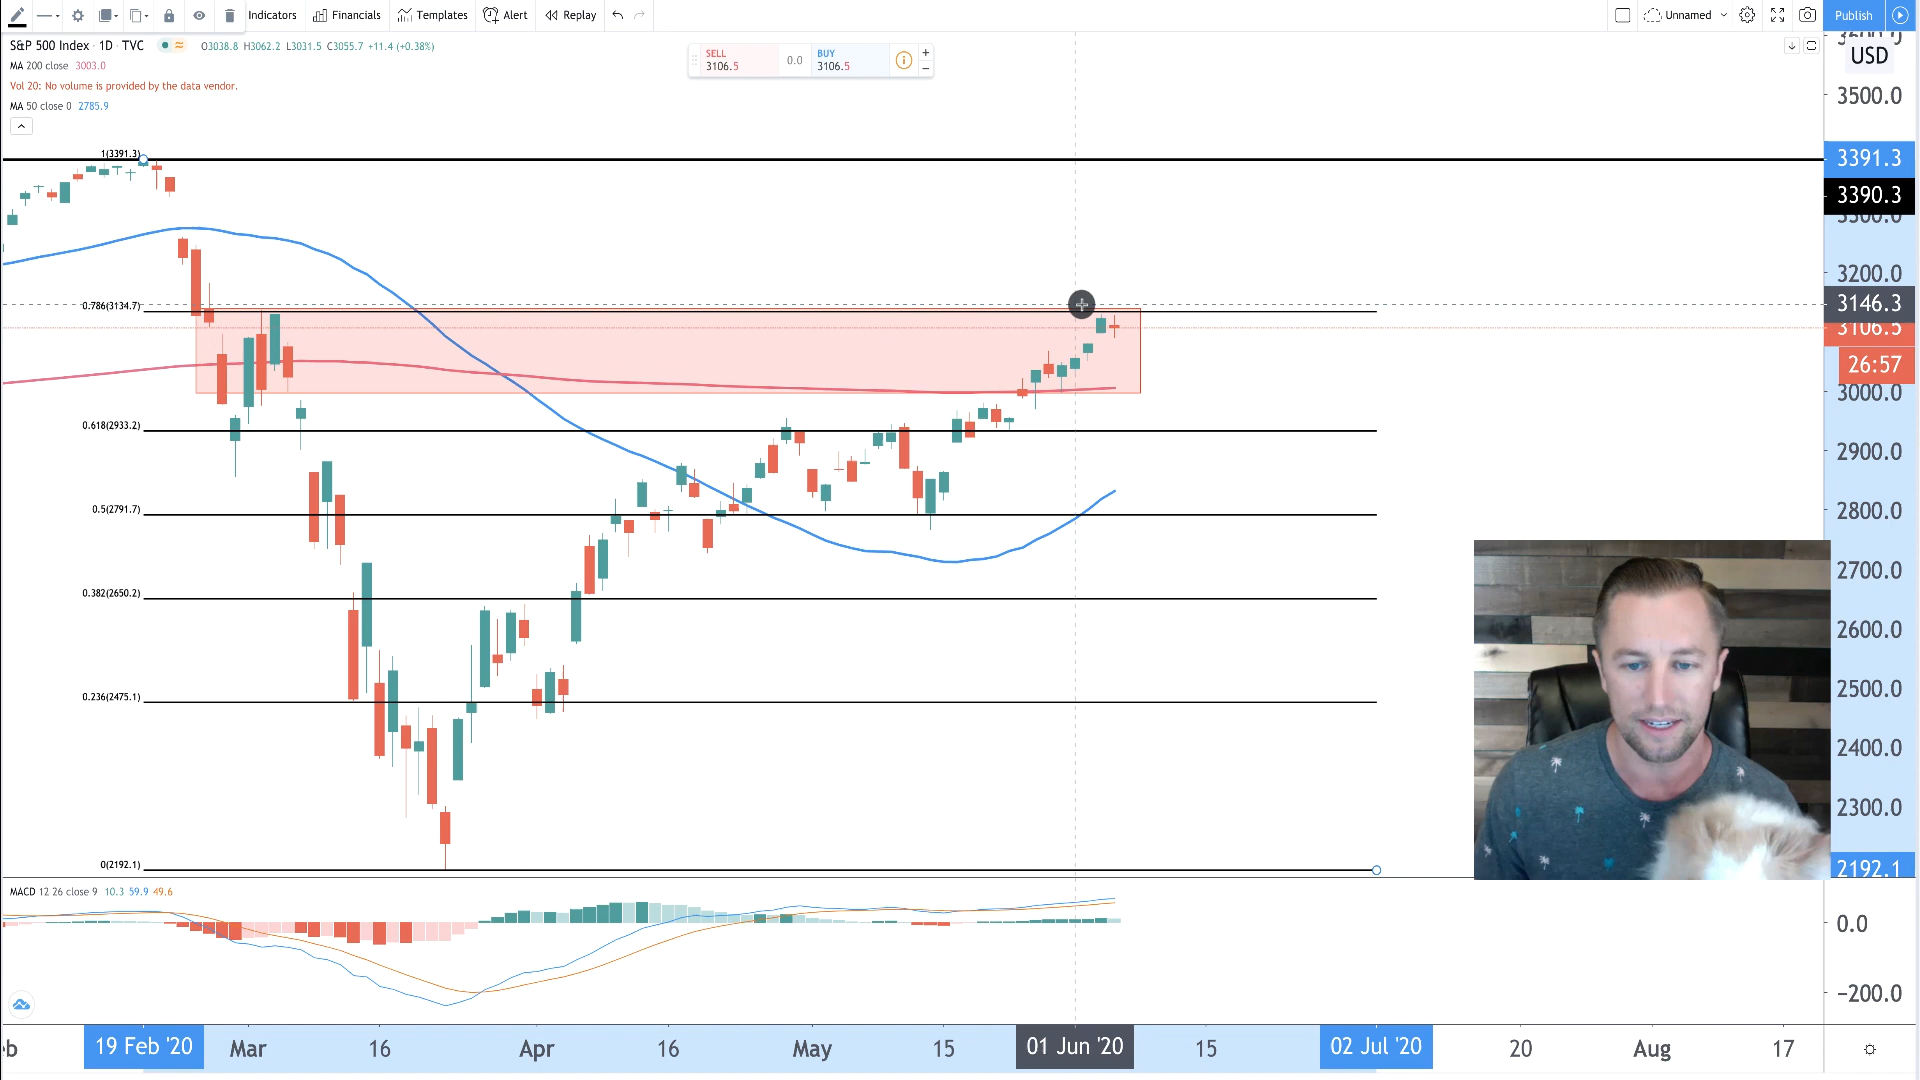 Indicators Financials Templates Alert Replay Unnamed Publish
S&P 500 Index · 1D · TVC O3038.8 H3062.2 L3031.5 C3055.7 +11.4 (+0.38%)
MA 200 close 3003.0
Vol 20: No volume is provided by the data vendor.
MA 50 close 0 2785.9
SELL
3106.5
0.0
BUY
3106.5
USD
3500.0
1(3391.3)
3391.3
3390.3
3300.0
3200.0
0.786(3134.7)
3146.3
3106.5
26:57
3000.0
0.618(2933.2)
2900.0
0.5(2791.7)
2800.0
2700.0
0.382(2650.2)
2600.0
0.236(2475.1)
2500.0
2400.0
2300.0
0(2192.1)
2192.1
MACD 12 26 close 9 10.3 59.9 49.6
0.0
−200.0
eb 19 Feb '20 Mar 16 Apr 16 May 15 01 Jun '20 15 02 Jul '20 20 Aug 17